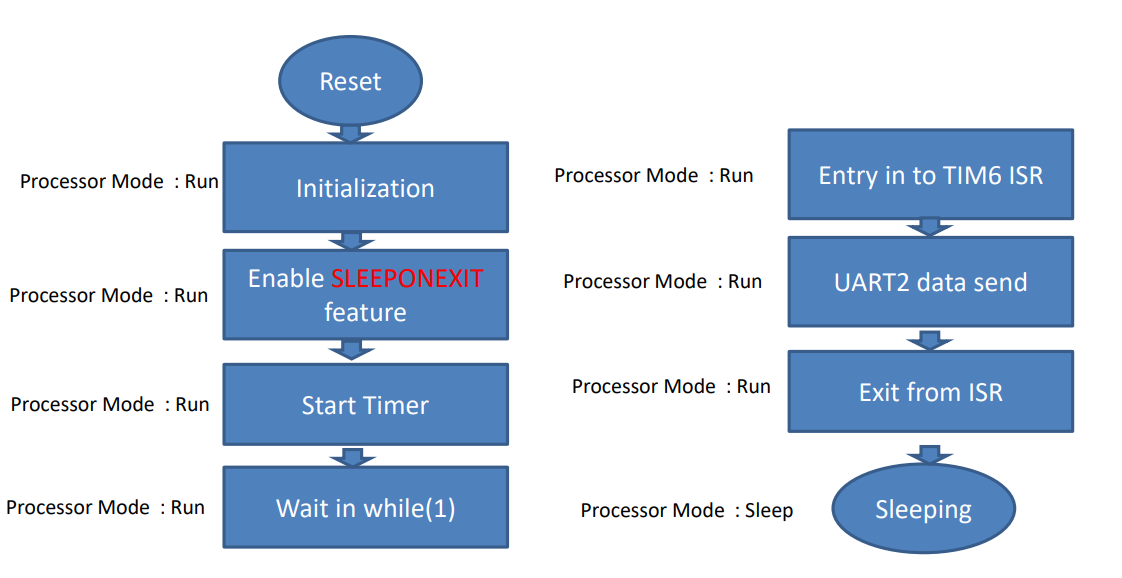 Reset
Processor Mode : Run
Initialization
Processor Mode : Run
Enable SLEEPONEXIT
feature
Processor Mode : Run
Start Timer
Processor Mode : Run
Wait in while(1)
Processor Mode : Run
Entry in to TIM6 ISR
Processor Mode : Run
UART2 data send
Processor Mode : Run
Exit from ISR
Processor Mode : Sleep
Sleeping